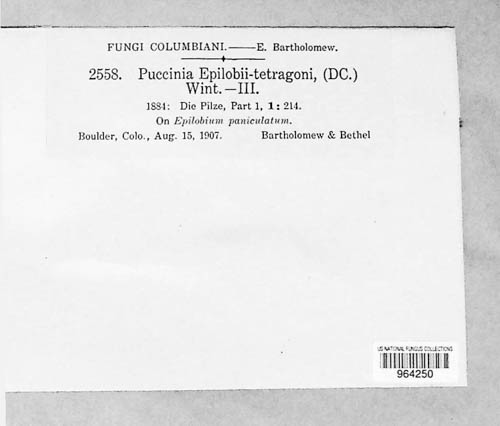 FUNGI COLUMBIANI.——E. Bartholomew.
2558. Puccinia Epilobii-tetragoni, (DC.)
Wint.—III.
1884: Die Pilze, Part 1, 1: 214.
On Epilobium paniculatum.
Boulder, Colo., Aug. 15, 1907. Bartholomew & Bethel
US NATIONAL FUNGUS COLLECTIONS
964250